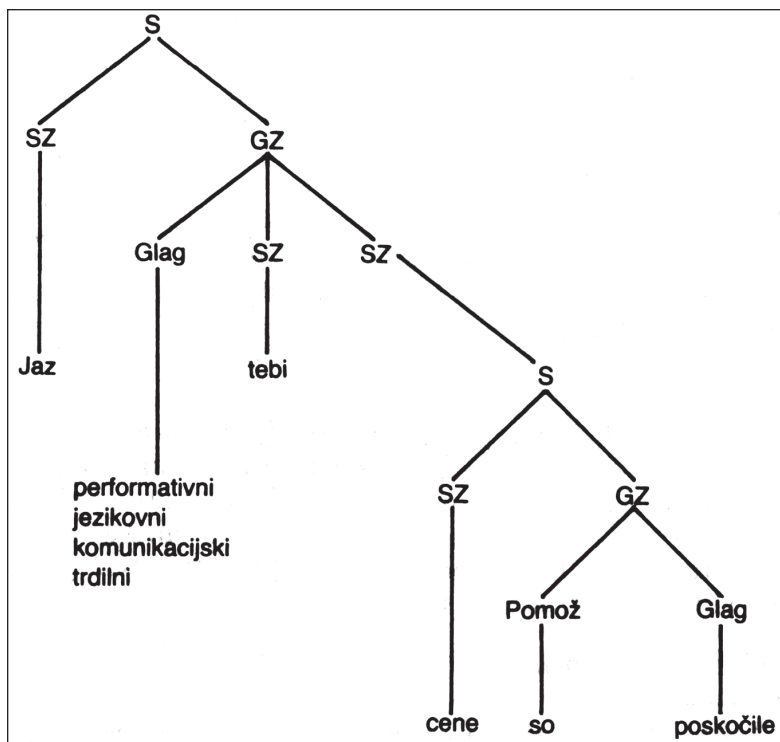 S
SZ GZ
Glag SZ SZ
Jaz tebi
S
performativni
jezikovni
komunikacijski
trdilni
SZ GZ
Pomož Glag
cene so poskočile